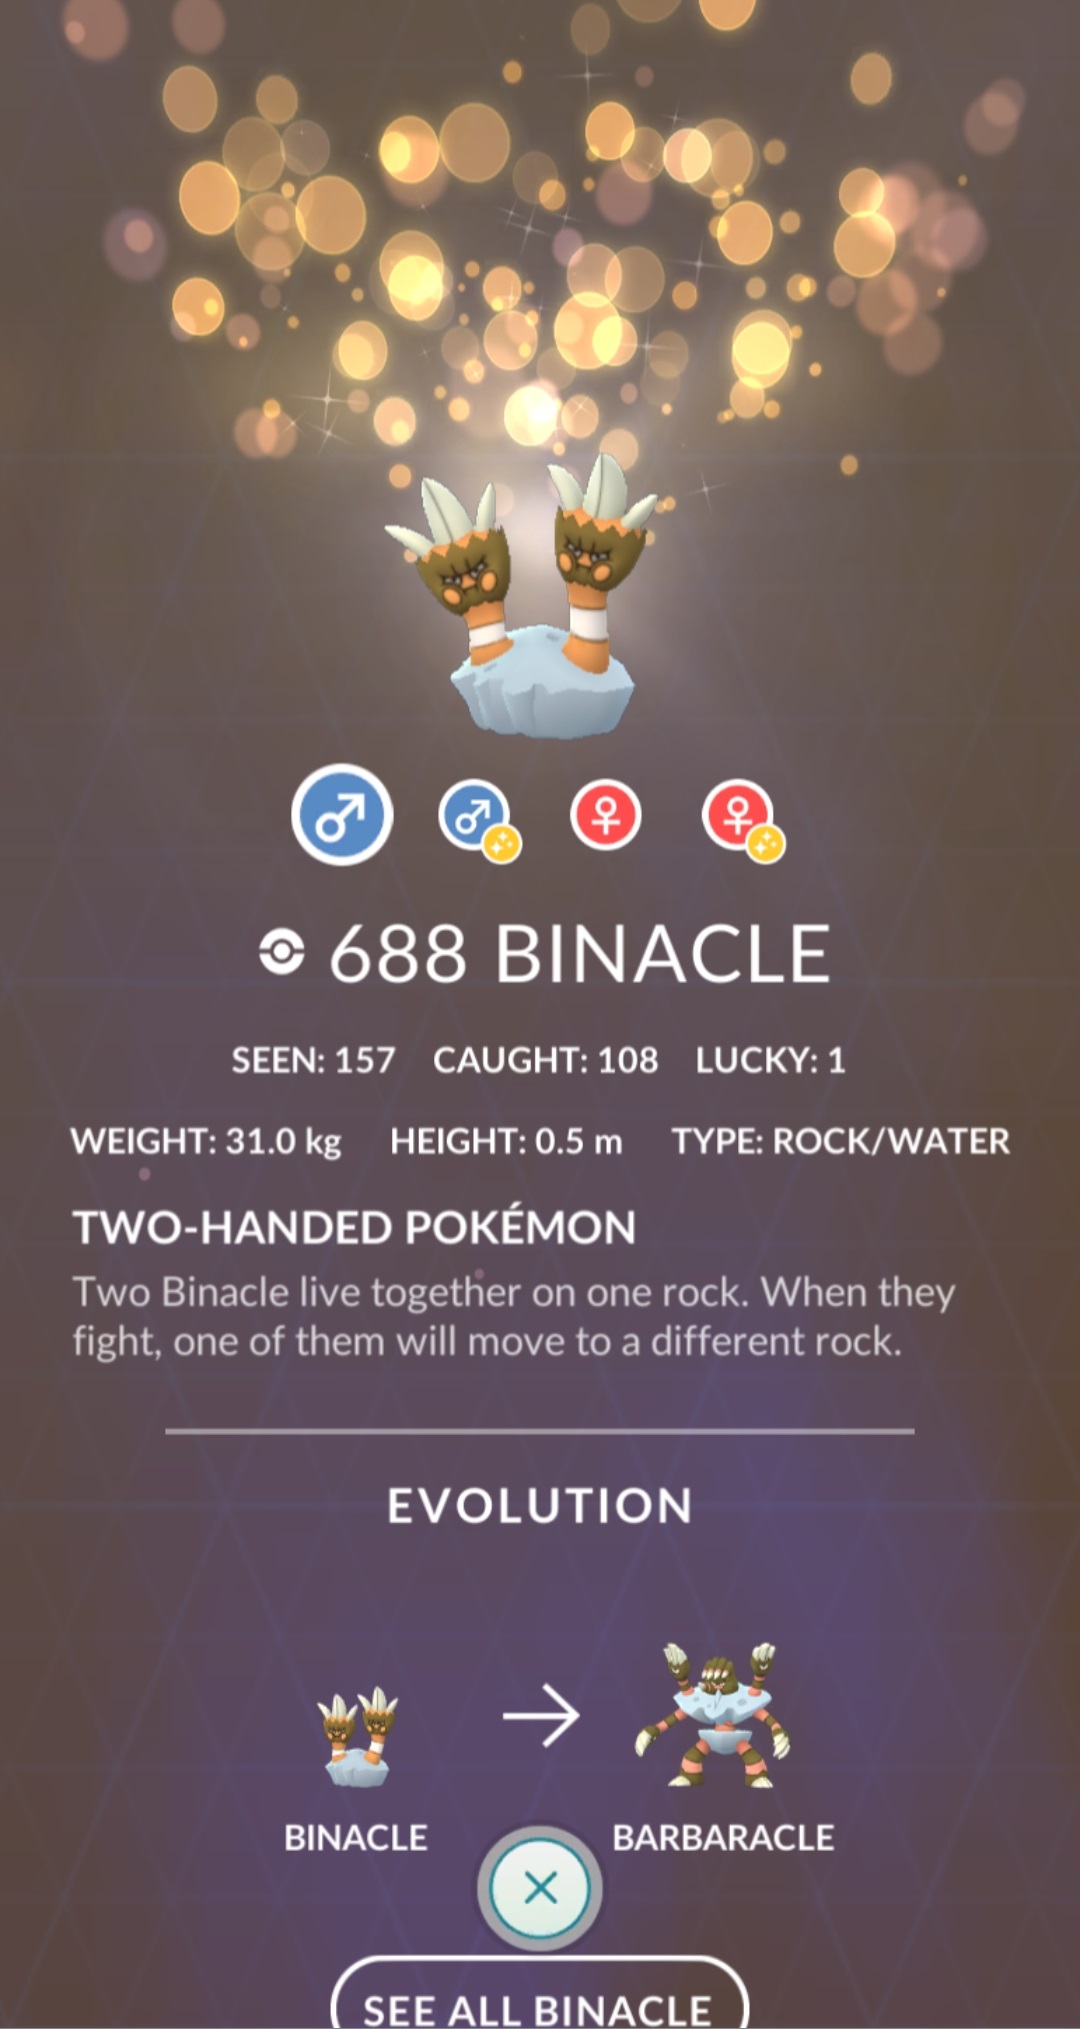 688 BINACLE
SEEN: 157 CAUGHT: 108 LUCKY: 1
WEIGHT: 31.0 kg HEIGHT: 0.5 m TYPE: ROCK/WATER
TWO-HANDED POKÉMON
Two Binacle live together on one rock. When they
fight, one of them will move to a different rock.
EVOLUTION
BINACLE BARBARACLE
SEE ALL BINACLE